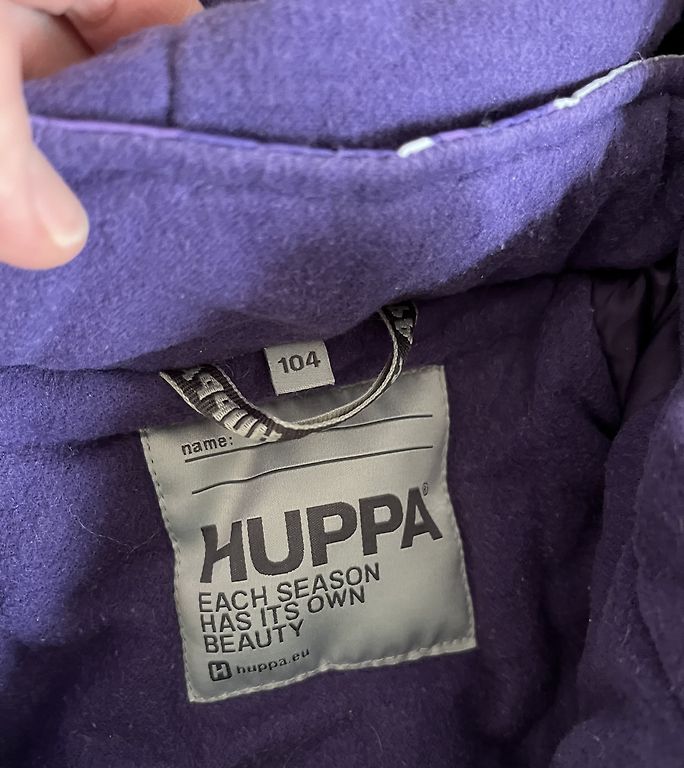 104
name:
HUPPA®
EACH SEASON
HAS ITS OWN
BEAUTY
H huppa.eu